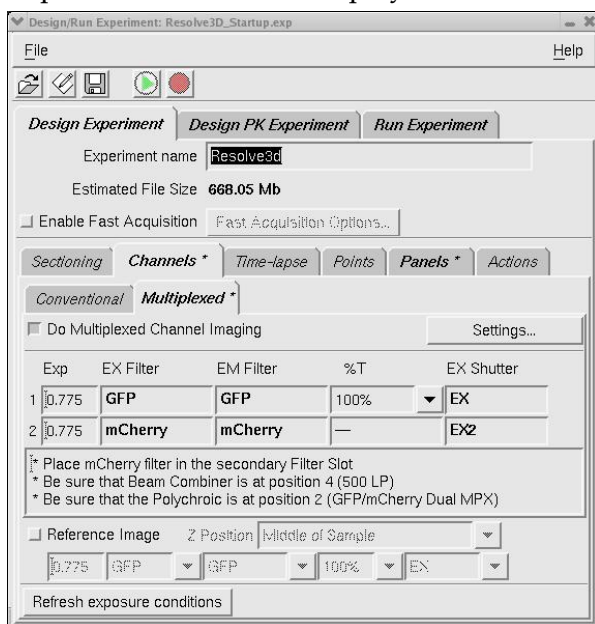 Design/Run Experiment: Resolve3D_Startup.exp
File Help
Design Experiment Design PK Experiment Run Experiment
Experiment name Resolve3d
Estimated File Size 668.05 Mb
Enable Fast Acquisition Fast Acquisition Options...
Sectioning Channels * Time-lapse Points Panels * Actions
Conventional Multiplexed *
Do Multiplexed Channel Imaging Settings...
Exp EX Filter EM Filter %T EX Shutter
1 0.775 GFP GFP 100% EX
2 0.775 mCherry mCherry — EX2
* Place mCherry filter in the secondary Filter Slot
* Be sure that Beam Combiner is at position 4 (500 LP)
* Be sure that the Polychroic is at position 2 (GFP/mCherry Dual MPX)
Reference Image Z Position Middle of Sample
0.775 GFP GFP 100% EX
Refresh exposure conditions